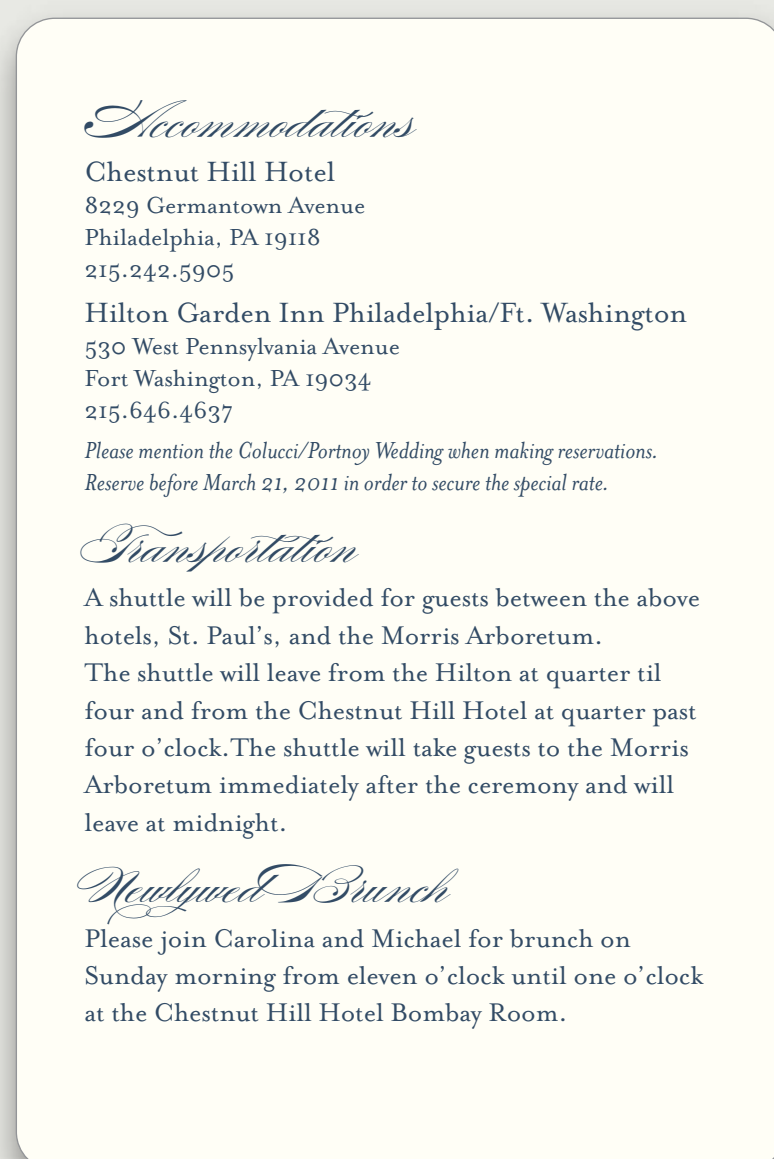 Accommodations
Chestnut Hill Hotel
8229 Germantown Avenue
Philadelphia, PA 19118
215.242.5905
Hilton Garden Inn Philadelphia/Ft. Washington
530 West Pennsylvania Avenue
Fort Washington, PA 19034
215.646.4637
Please mention the Colucci/Portnoy Wedding when making reservations.
Reserve before March 21, 2011 in order to secure the special rate.
Transportation
A shuttle will be provided for guests between the above
hotels, St. Paul's, and the Morris Arboretum.
The shuttle will leave from the Hilton at quarter til
four and from the Chestnut Hill Hotel at quarter past
four o'clock.The shuttle will take guests to the Morris
Arboretum immediately after the ceremony and will
leave at midnight.
Newlywed Brunch
Please join Carolina and Michael for brunch on
Sunday morning from eleven o'clock until one o'clock
at the Chestnut Hill Hotel Bombay Room.